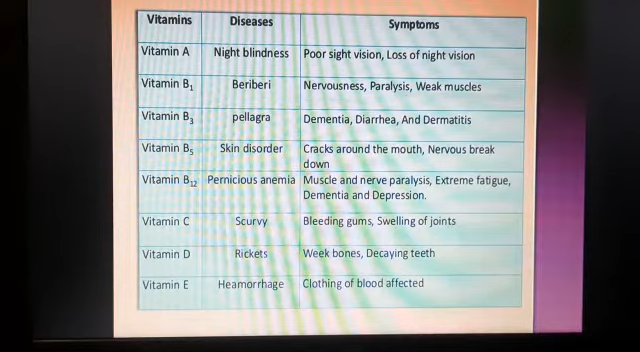 Vitamins Diseases Symptoms
Vitamin A Night blindness Poor sight vision, Loss of night vision
Vitamin B1 Beriberi Nervousness, Paralysis, Weak muscles
Vitamin B3 pellagra Dementia, Diarrhea, And Dermatitis
Vitamin B5 Skin disorder Cracks around the mouth, Nervous break
down
Vitamin B12 Pernicious anemia Muscle and nerve paralysis, Extreme fatigue,
Dementia and Depression.
Vitamin C Scurvy Bleeding gums, Swelling of joints
Vitamin D Rickets Week bones, Decaying teeth
Vitamin E Heamorrhage Clothing of blood affected